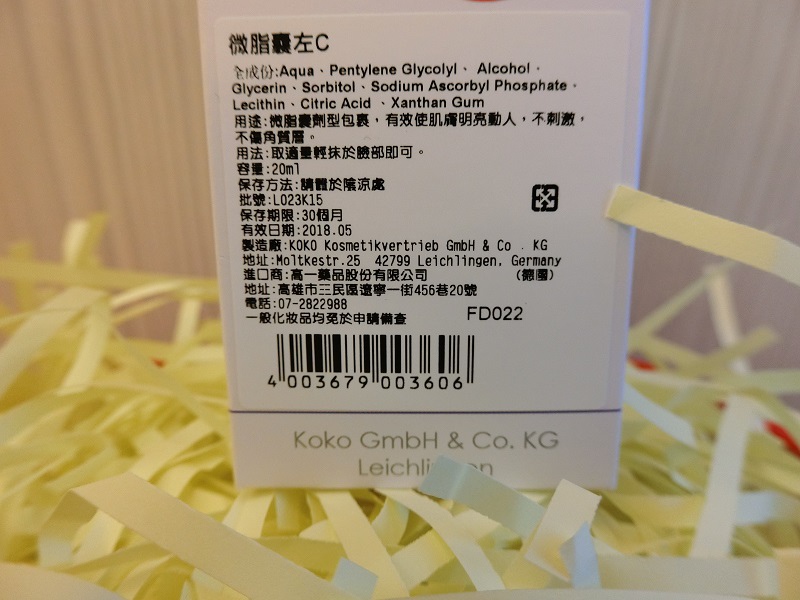 微脂囊左C
全成份:Aqua、Pentylene Glycolyl、Alcohol、
Glycerin、Sorbitol、Sodium Ascorbyl Phosphate、
Lecithin、Citric Acid、Xanthan Gum
用途:微脂囊劑型包裹，有效使肌膚明亮動人，不刺激，
不傷角質層。
用法:取適量輕抹於臉部即可。
容量:20ml
保存方法:請置於陰涼處
批號:L023K15
保存期限:30個月
有效日期:2018.05
製造廠:KOKO Kosmetikvertrieb GmbH & Co . KG
地址:Moltkestr.25 42799 Leichlingen, Germany
進口商:高一藥品股份有限公司 (德國)
地址:高雄市三民區遼寧一街456巷20號
電話:07-2822988
一般化妝品均免於申請備查 FD022
4 003679 003606
Koko GmbH & Co. KG
Leichlingen